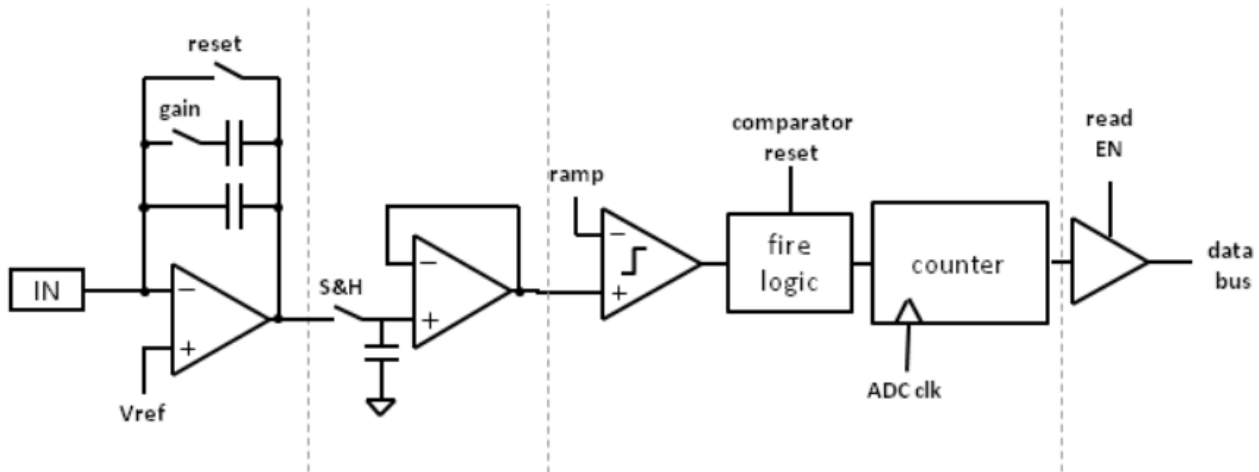 reset
gain
IN
−
+
Vref
S&H
−
+
ramp
−
+
comparator
reset
fire
logic
counter
ADC clk
read
EN
data
bus